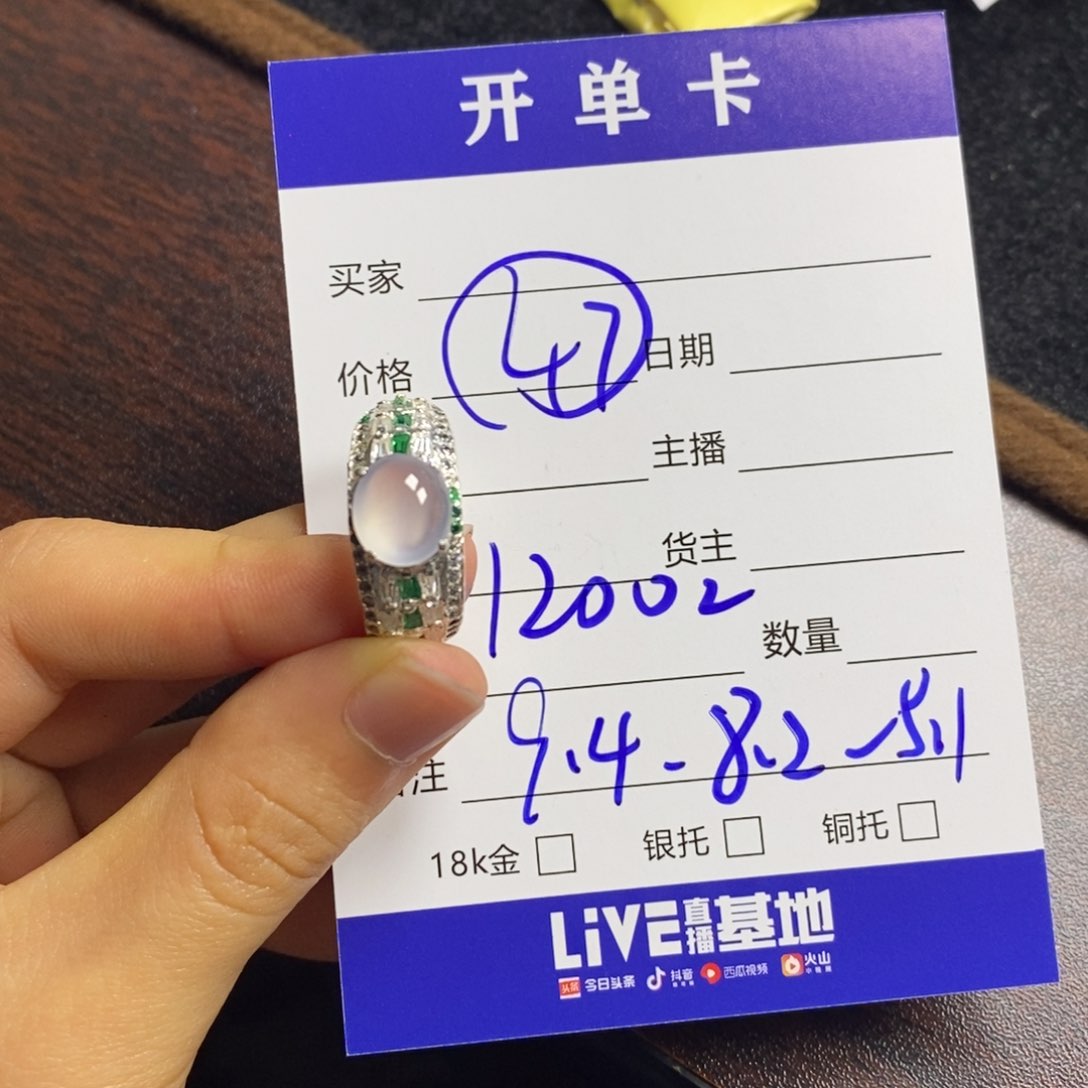 开单卡
买家
47
价格 日期
主播
货主
12002
数量
9.4-8.2-5.1
注
18k金 银托 铜托
LiVE直播基地
头条 今日头条 抖音 西瓜视频 火山